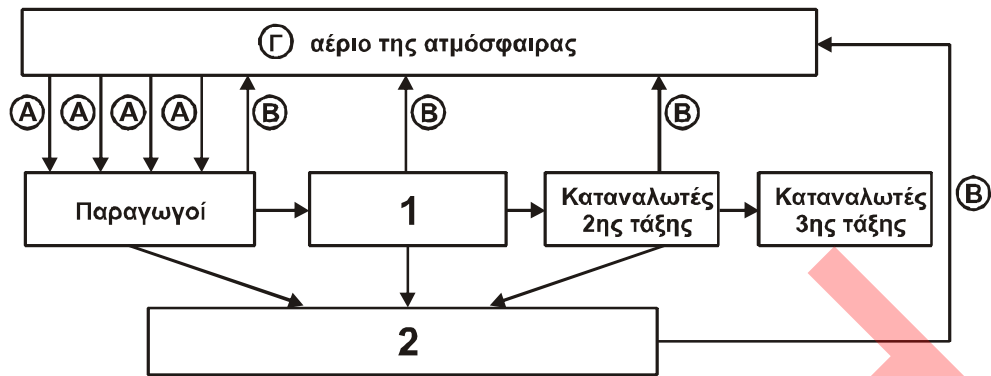 Γ αέριο της ατμόσφαιρας
Α Α Α Α Β Β Β Β
Παραγωγοί
1
Καταναλωτές
2ης τάξης
Καταναλωτές
3ης τάξης
2